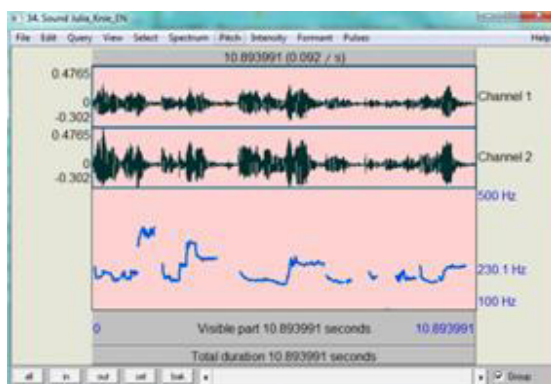 34. Sound Julia_Knie_EN
File Edit Query View Select Spectrum Pitch Intensity Formant Pulses Help
10.893991 (0.092 / s)
0.4765
0
-0.302
Channel 1
0.4765
0
-0.302
Channel 2
500 Hz
230.1 Hz
100 Hz
0 Visible part 10.893991 seconds 10.893991
Total duration 10.893991 seconds
all in out sel bak Group